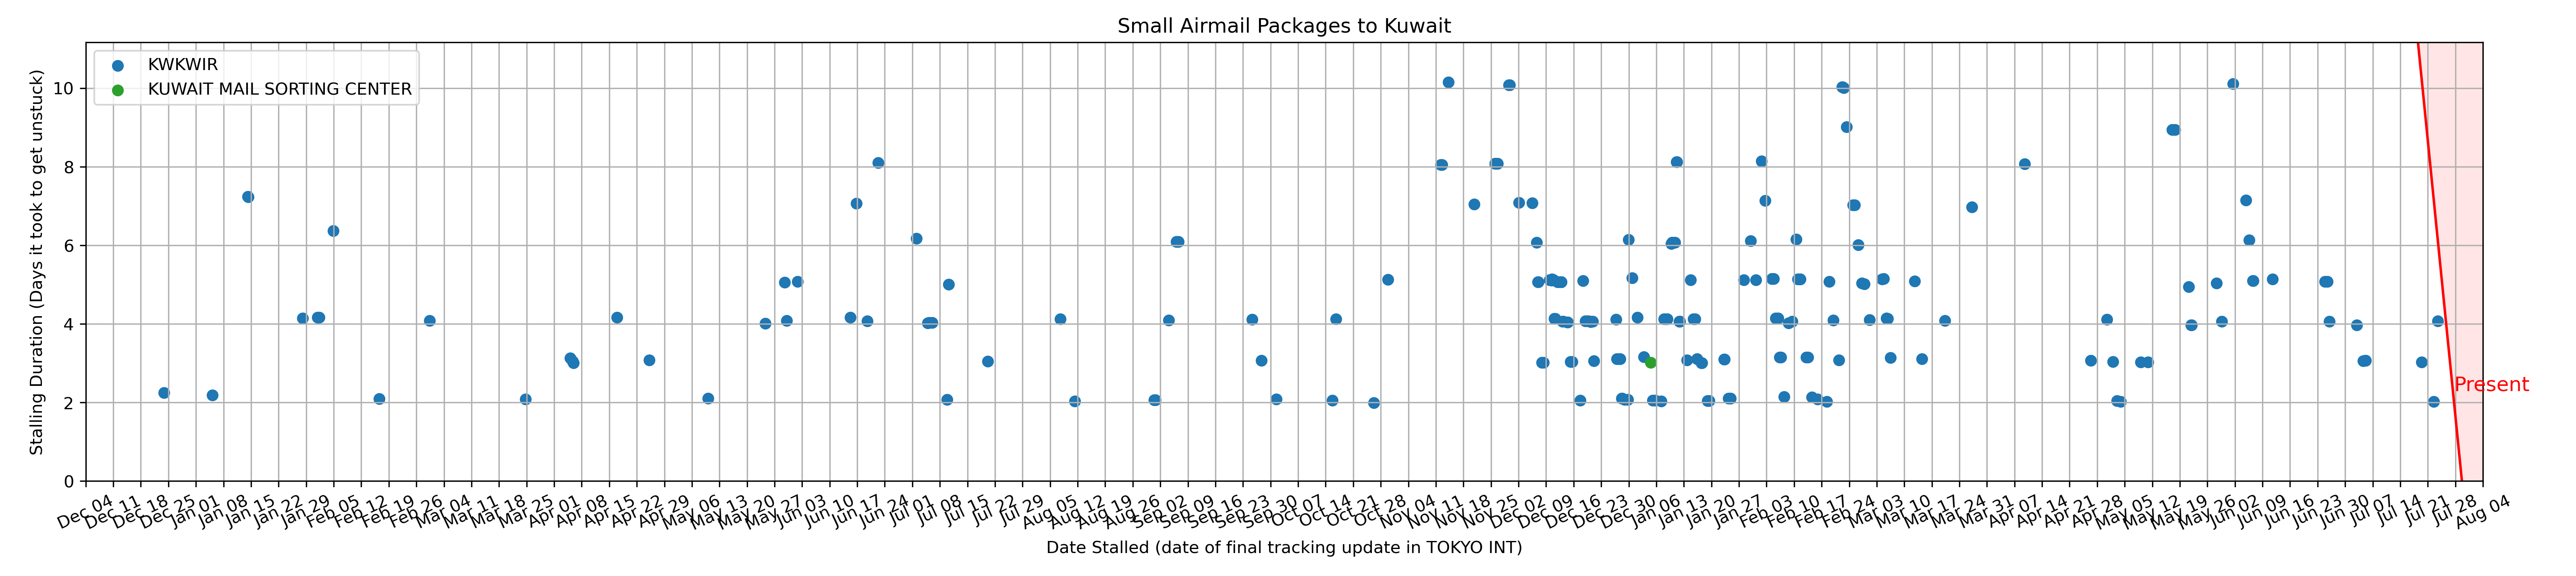 Small Airmail Packages to Kuwait
KWKWIR
KUWAIT MAIL SORTING CENTER
Stalling Duration (Days it took to get unstuck)
10
8
6
4
2
0
Present
Dec 04
Dec 11
Dec 18
Dec 25
Jan 01
Jan 08
Jan 15
Jan 22
Jan 29
Feb 05
Feb 12
Feb 19
Feb 26
Mar 04
Mar 11
Mar 18
Mar 25
Apr 01
Apr 08
Apr 15
Apr 22
Apr 29
May 06
May 13
May 20
May 27
Jun 03
Jun 10
Jun 17
Jun 24
Jul 01
Jul 08
Jul 15
Jul 22
Jul 29
Aug 05
Aug 12
Aug 19
Aug 26
Sep 02
Sep 09
Sep 16
Sep 23
Sep 30
Oct 07
Oct 14
Oct 21
Oct 28
Nov 04
Nov 11
Nov 18
Nov 25
Dec 02
Dec 09
Dec 16
Dec 23
Dec 30
Jan 06
Jan 13
Jan 20
Jan 27
Feb 03
Feb 10
Feb 17
Feb 24
Mar 03
Mar 10
Mar 17
Mar 24
Mar 31
Apr 07
Apr 14
Apr 21
Apr 28
May 05
May 12
May 19
May 26
Jun 02
Jun 09
Jun 16
Jun 23
Jun 30
Jul 07
Jul 14
Jul 21
Jul 28
Aug 04
Date Stalled (date of final tracking update in TOKYO INT)